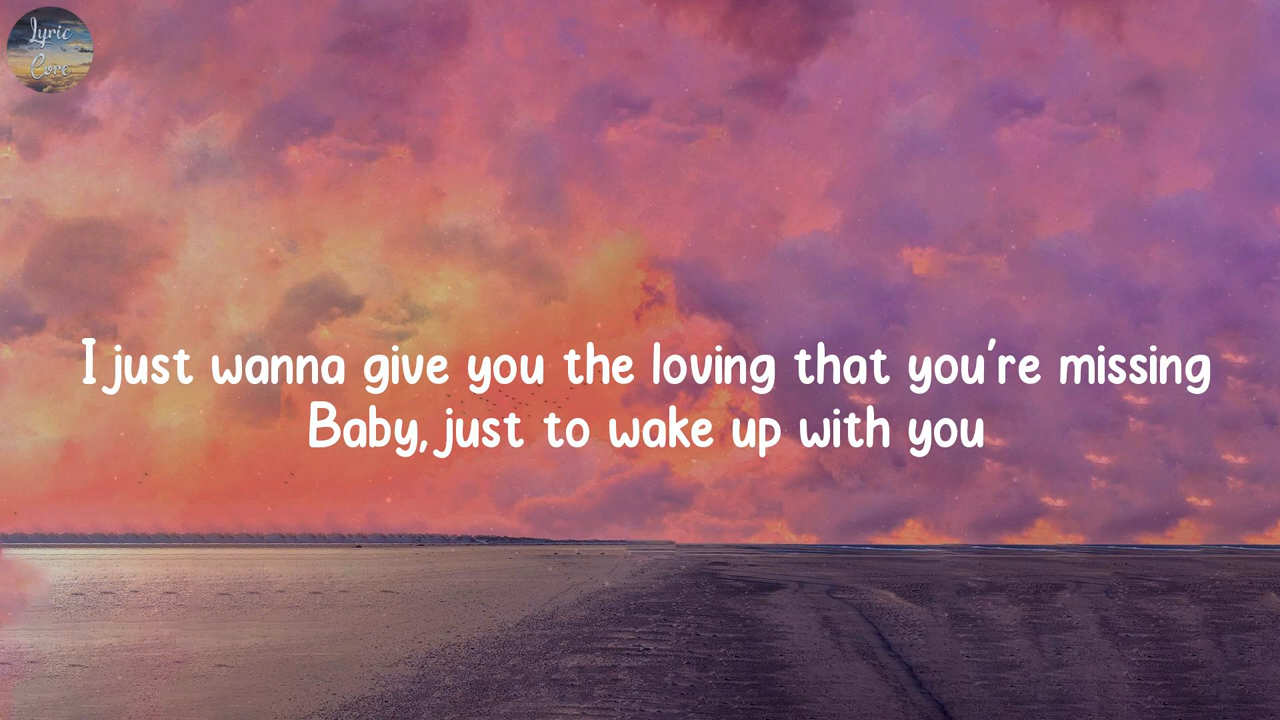 Lyric
Core
I just wanna give you the loving that you're missing
Baby, just to wake up with you